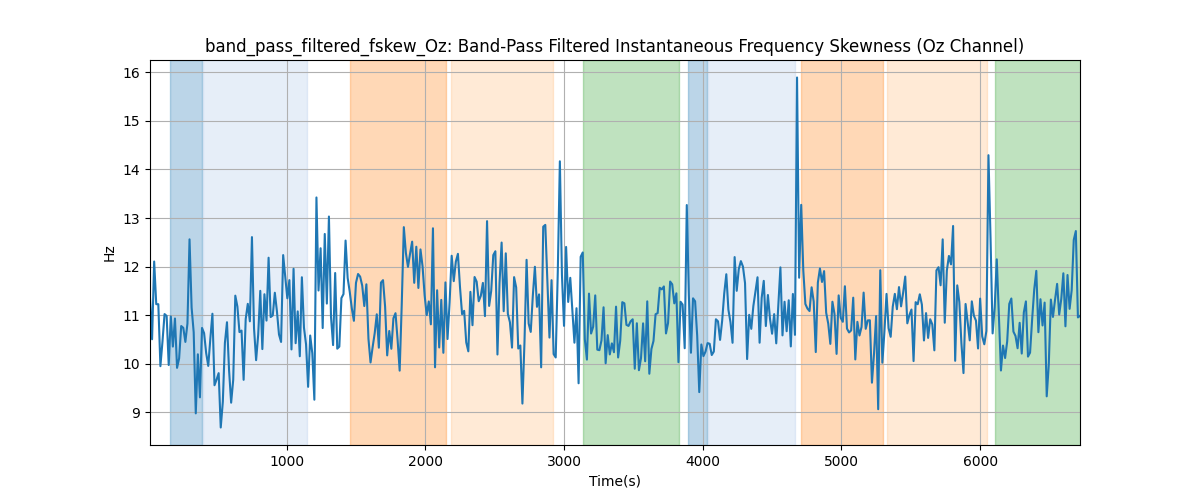 band_pass_filtered_fskew_Oz: Band-Pass Filtered Instantaneous Frequency Skewness (Oz Channel)
16
15
14
13
12
11
10
9
Hz
1000 2000 3000 4000 5000 6000
Time(s)